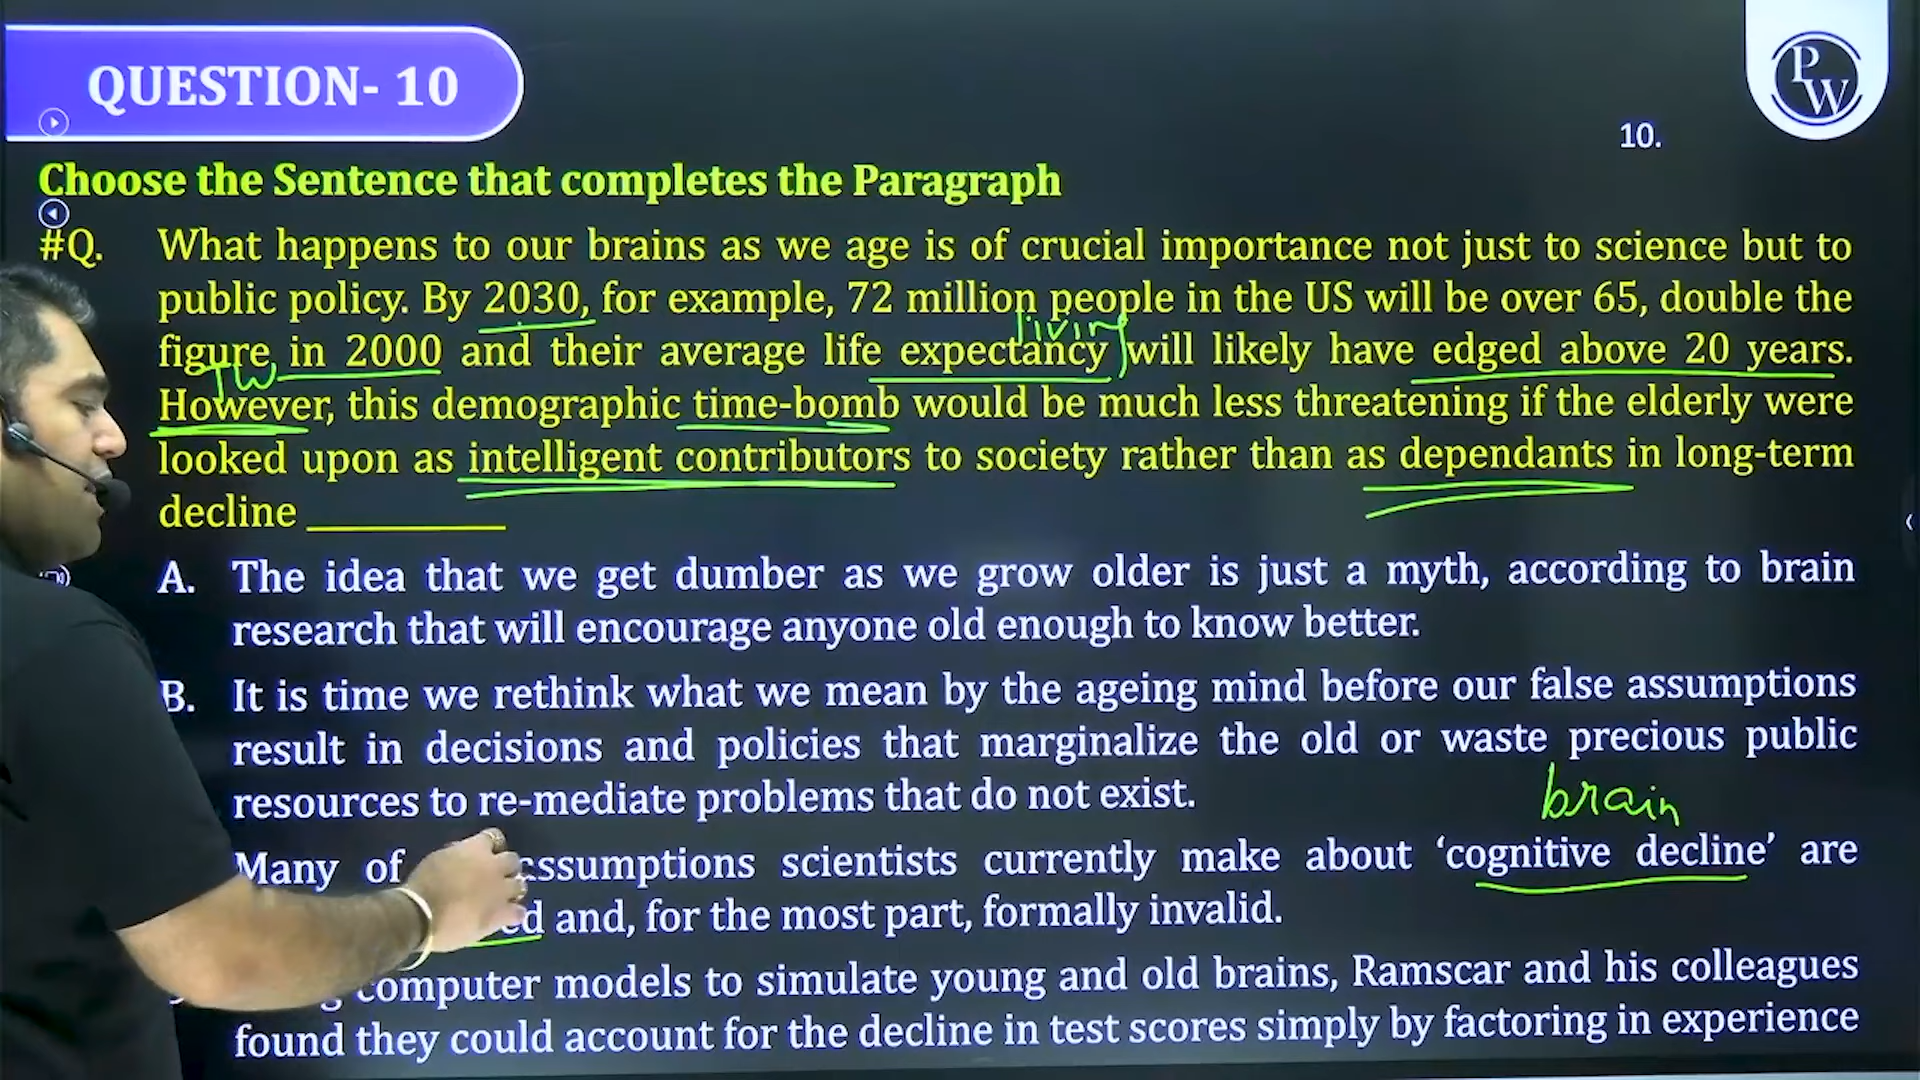 QUESTION- 10
P
W
10.
Choose the Sentence that completes the Paragraph
#Q. What happens to our brains as we age is of crucial importance not just to science but to
public policy. By 2030, for example, 72 million people in the US will be over 65, double the
living
figure in 2000 and their average life expectancy will likely have edged above 20 years.
TW
However, this demographic time-bomb would be much less threatening if the elderly were
looked upon as intelligent contributors to society rather than as dependants in long-term
decline
A. The idea that we get dumber as we grow older is just a myth, according to brain
research that will encourage anyone old enough to know better.
B. It is time we rethink what we mean by the ageing mind before our false assumptions
result in decisions and policies that marginalize the old or waste precious public
resources to re-mediate problems that do not exist.
brain
Many of assumptions scientists currently make about ‘cognitive decline’ are
and, for the most part, formally invalid.
computer models to simulate young and old brains, Ramscar and his colleagues
found they could account for the decline in test scores simply by factoring in experience